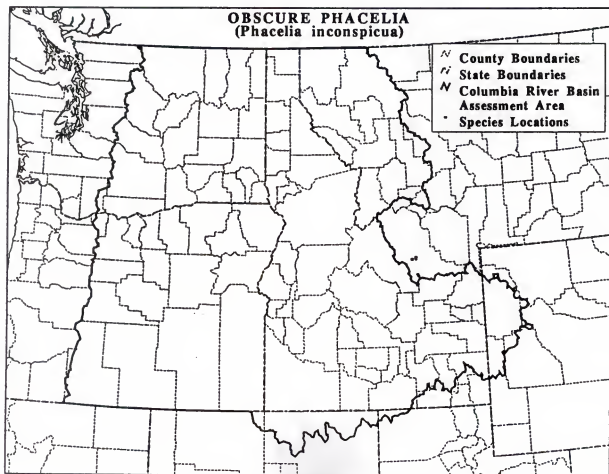 OBSCURE PHACELIA
(Phacelia inconspicua)
County Boundaries
State Boundaries
Columbia River Basin
Assessment Area
Species Locations